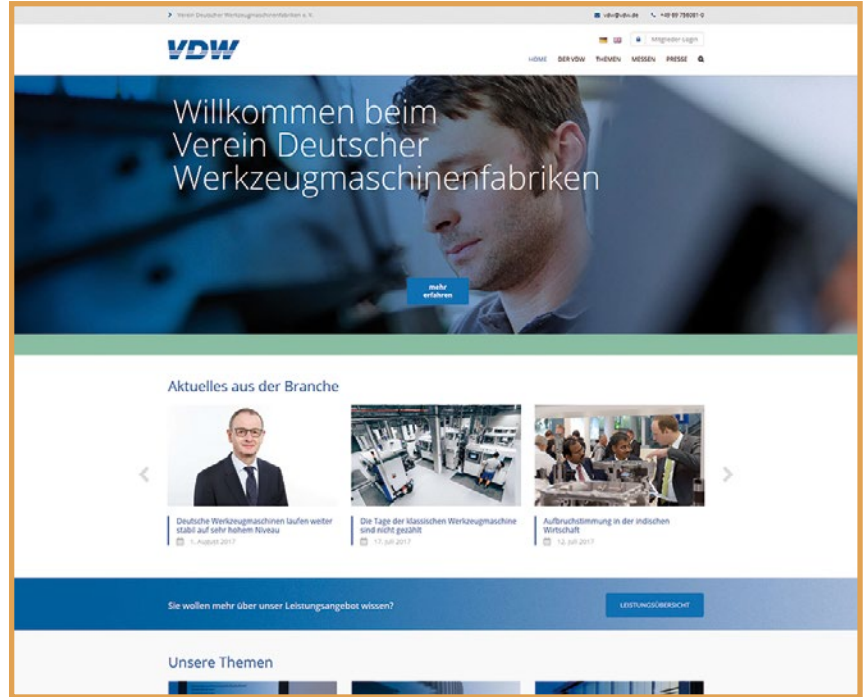 Verein Deutscher Werkzeugmaschinenfabriken e. V.
vdw@vdw.de
+49 69 756081-0
Mitglieder Login
VDW
HOME DER VDW THEMEN MESSEN PRESSE
Willkommen beim
Verein Deutscher
Werkzeugmaschinenfabriken
mehr
erfahren
Aktuelles aus der Branche
Deutsche Werkzeugmaschinen laufen weiter
stabil auf sehr hohem Niveau
1. August 2017
Die Tage der klassischen Werkzeugmaschine
sind nicht gezählt
17. Juli 2017
Aufbruchstimmung in der indischen
Wirtschaft
12. Juli 2017
Sie wollen mehr über unser Leistungsangebot wissen?
LEISTUNGSÜBERSICHT
Unsere Themen